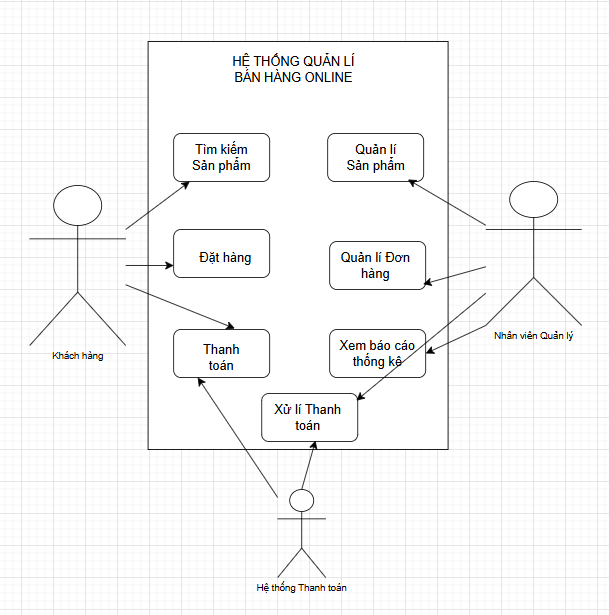 HỆ THỐNG QUẢN LÍ
BÁN HÀNG ONLINE
Tìm kiếm
Sản phẩm
Quản lí
Sản phẩm
Đặt hàng
Quản lí Đơn
hàng
Thanh
toán
Xem báo cáo
thống kê
Xử lí Thanh
toán
Khách hàng
Nhân viên Quản lý
Hệ thống Thanh toán